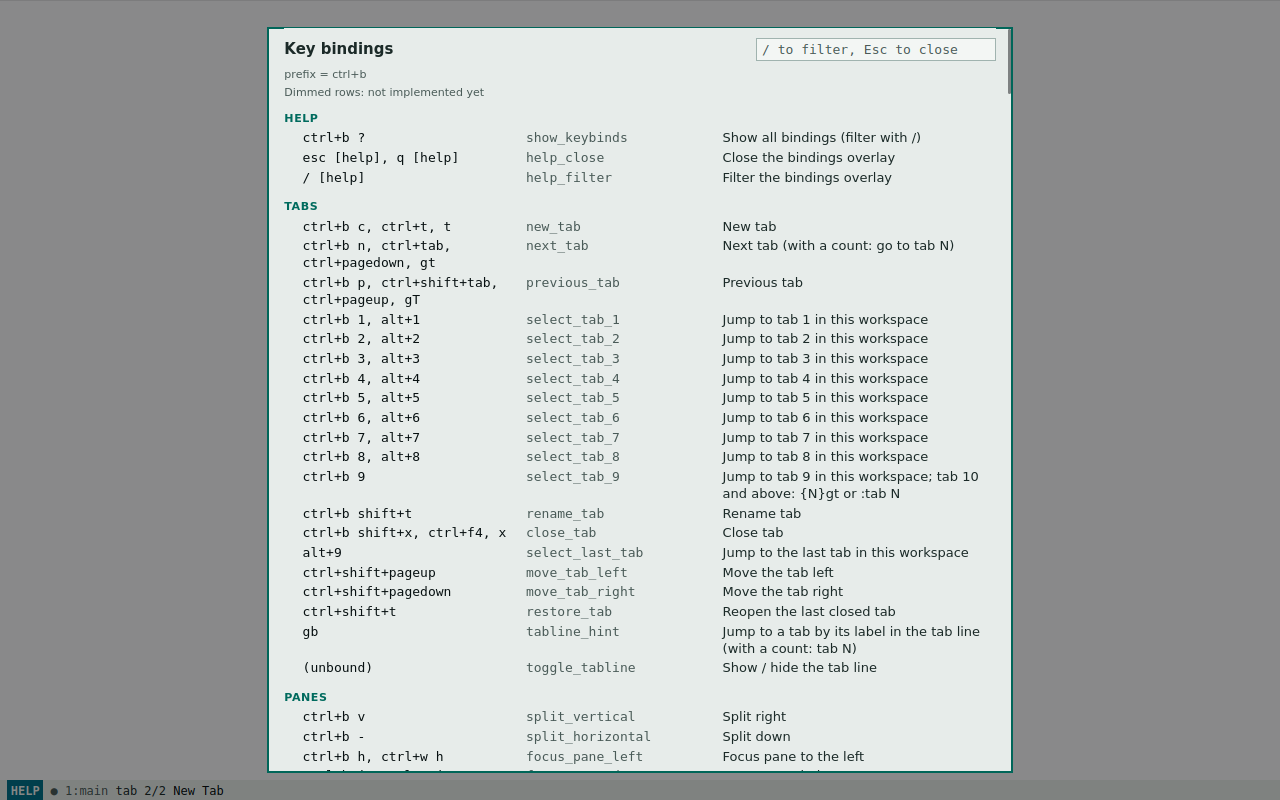 Key bindings
/ to filter, Esc to close
prefix = ctrl+b
Dimmed rows: not implemented yet
HELP
ctrl+b ? show_keybinds Show all bindings (filter with /)
esc [help], q [help] help_close Close the bindings overlay
/ [help] help_filter Filter the bindings overlay
TABS
ctrl+b c, ctrl+t, t new_tab New tab
ctrl+b n, ctrl+tab, next_tab Next tab (with a count: go to tab N)
ctrl+pagedown, gt
ctrl+b p, ctrl+shift+tab, previous_tab Previous tab
ctrl+pageup, gT
ctrl+b 1, alt+1 select_tab_1 Jump to tab 1 in this workspace
ctrl+b 2, alt+2 select_tab_2 Jump to tab 2 in this workspace
ctrl+b 3, alt+3 select_tab_3 Jump to tab 3 in this workspace
ctrl+b 4, alt+4 select_tab_4 Jump to tab 4 in this workspace
ctrl+b 5, alt+5 select_tab_5 Jump to tab 5 in this workspace
ctrl+b 6, alt+6 select_tab_6 Jump to tab 6 in this workspace
ctrl+b 7, alt+7 select_tab_7 Jump to tab 7 in this workspace
ctrl+b 8, alt+8 select_tab_8 Jump to tab 8 in this workspace
ctrl+b 9 select_tab_9 Jump to tab 9 in this workspace; tab 10
and above: {N}gt or :tab N
ctrl+b shift+t rename_tab Rename tab
ctrl+b shift+x, ctrl+f4, x close_tab Close tab
alt+9 select_last_tab Jump to the last tab in this workspace
ctrl+shift+pageup move_tab_left Move the tab left
ctrl+shift+pagedown move_tab_right Move the tab right
ctrl+shift+t restore_tab Reopen the last closed tab
gb tabline_hint Jump to a tab by its label in the tab line
(with a count: tab N)
(unbound) toggle_tabline Show / hide the tab line
PANES
ctrl+b v split_vertical Split right
ctrl+b - split_horizontal Split down
ctrl+b h, ctrl+w h focus_pane_left Focus pane to the left
HELP ● 1:main tab 2/2 New Tab